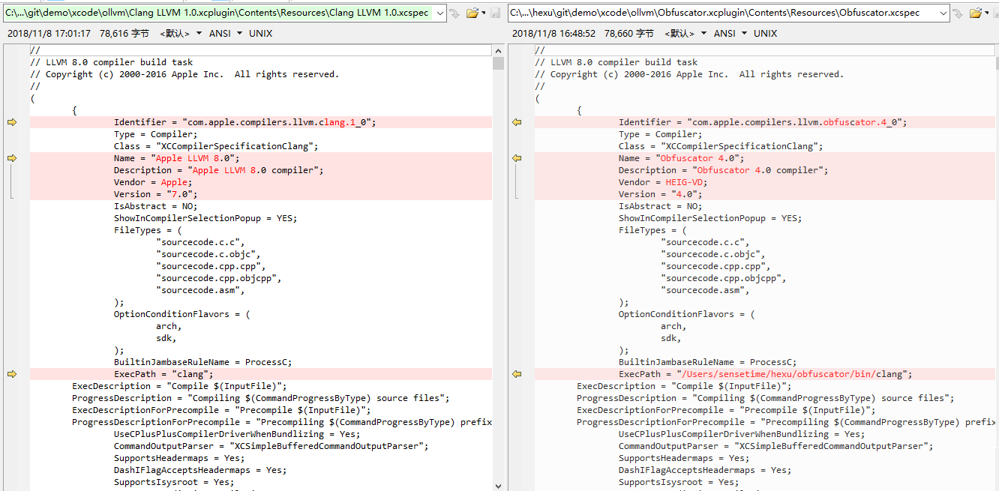 C:\...\git\demo\xcode\ollvm\Clang LLVM 1.0.xcplugin\Contents\Resources\Clang LLVM 1.0.xcspec
2018/11/8 17:01:17 78,616 字节 <默认> ANSI UNIX
//
// LLVM 8.0 compiler build task
// Copyright (c) 2000-2016 Apple Inc.  All rights reserved.
//
(
{
Identifier = "com.apple.compilers.llvm.clang.1_0";
Type = Compiler;
Class = "XCCompilerSpecificationClang";
Name = "Apple LLVM 8.0";
Description = "Apple LLVM 8.0 compiler";
Vendor = Apple;
Version = "7.0";
IsAbstract = NO;
ShowInCompilerSelectionPopup = YES;
FileTypes = (
"sourcecode.c.c",
"sourcecode.c.objc",
"sourcecode.cpp.cpp",
"sourcecode.cpp.objcpp",
"sourcecode.asm",
);
OptionConditionFlavors = (
arch,
sdk,
);
BuiltinJambaseRuleName = ProcessC;
ExecPath = "clang";
ExecDescription = "Compile $(InputFile)";
ProgressDescription = "Compiling $(CommandProgressByType) source files";
ExecDescriptionForPrecompile = "Precompile $(InputFile)";
ProgressDescriptionForPrecompile = "Precompiling $(CommandProgressByType) prefix
UseCPlusPlusCompilerDriverWhenBundlizing = Yes;
CommandOutputParser = "XCSimpleBufferedCommandOutputParser";
SupportsHeadermaps = Yes;
DashIFlagAcceptsHeadermaps = Yes;
SupportsIsysroot = Yes;
C:\...\hexu\git\demo\xcode\ollvm\Obfuscator.xcplugin\Contents\Resources\Obfuscator.xcspec
2018/11/8 16:48:52 78,660 字节 <默认> ANSI UNIX
//
// LLVM 8.0 compiler build task
// Copyright (c) 2000-2016 Apple Inc.  All rights reserved.
//
(
{
Identifier = "com.apple.compilers.llvm.obfuscator.4_0";
Type = Compiler;
Class = "XCCompilerSpecificationClang";
Name = "Obfuscator 4.0";
Description = "Obfuscator 4.0 compiler";
Vendor = HEIG-VD;
Version = "4.0";
IsAbstract = NO;
ShowInCompilerSelectionPopup = YES;
FileTypes = (
"sourcecode.c.c",
"sourcecode.c.objc",
"sourcecode.cpp.cpp",
"sourcecode.cpp.objcpp",
"sourcecode.asm",
);
OptionConditionFlavors = (
arch,
sdk,
);
BuiltinJambaseRuleName = ProcessC;
ExecPath = "/Users/sensetime/hexu/obfuscator/bin/clang";
ExecDescription = "Compile $(InputFile)";
ProgressDescription = "Compiling $(CommandProgressByType) source files";
ExecDescriptionForPrecompile = "Precompile $(InputFile)";
ProgressDescriptionForPrecompile = "Precompiling $(CommandProgressByType) prefix
UseCPlusPlusCompilerDriverWhenBundlizing = Yes;
CommandOutputParser = "XCSimpleBufferedCommandOutputParser";
SupportsHeadermaps = Yes;
DashIFlagAcceptsHeadermaps = Yes;
SupportsIsysroot = Yes;